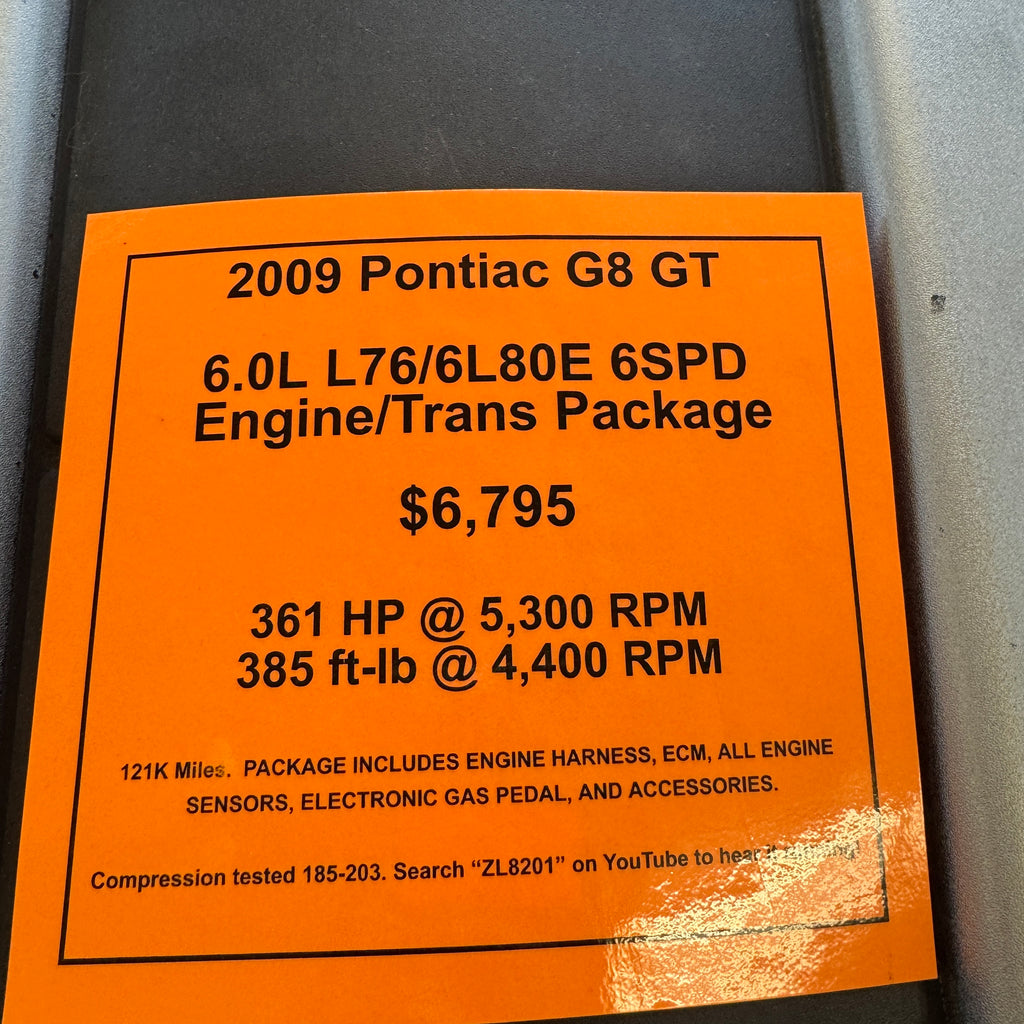 2009 Pontiac G8 GT
6.0L L76/6L80E 6SPD
Engine/Trans Package
$6,795
361 HP @ 5,300 RPM
385 ft-lb @ 4,400 RPM
121K Miles. PACKAGE INCLUDES ENGINE HARNESS, ECM, ALL ENGINE
SENSORS, ELECTRONIC GAS PEDAL, AND ACCESSORIES.
Compression tested 185-203. Search “ZL8201” on YouTube to hear it